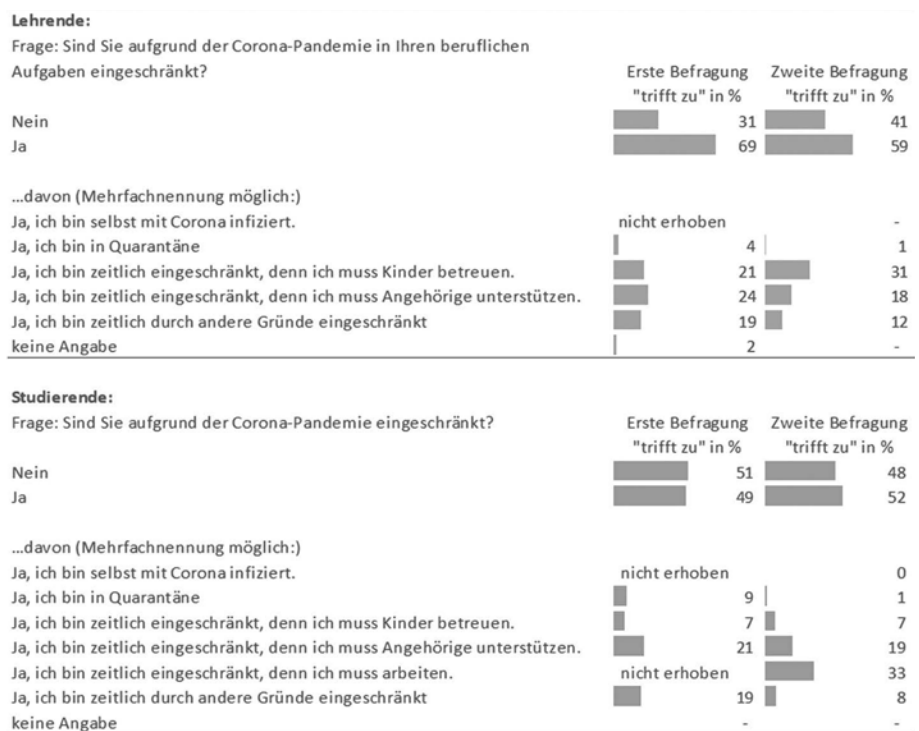 Lehrende:
Frage: Sind Sie aufgrund der Corona-Pandemie in Ihren beruflichen
Aufgaben eingeschränkt? Erste Befragung Zweite Befragung
"trifft zu" in % "trifft zu" in %
Nein 31 41
Ja 69 59
...davon (Mehrfachnennung möglich:)
Ja, ich bin selbst mit Corona infiziert. nicht erhoben -
Ja, ich bin in Quarantäne 4 1
Ja, ich bin zeitlich eingeschränkt, denn ich muss Kinder betreuen. 21 31
Ja, ich bin zeitlich eingeschränkt, denn ich muss Angehörige unterstützen. 24 18
Ja, ich bin zeitlich durch andere Gründe eingeschränkt 19 12
keine Angabe 2 -
Studierende:
Frage: Sind Sie aufgrund der Corona-Pandemie eingeschränkt? Erste Befragung Zweite Befragung
"trifft zu" in % "trifft zu" in %
Nein 51 48
Ja 49 52
...davon (Mehrfachnennung möglich:)
Ja, ich bin selbst mit Corona infiziert. nicht erhoben 0
Ja, ich bin in Quarantäne 9 1
Ja, ich bin zeitlich eingeschränkt, denn ich muss Kinder betreuen. 7 7
Ja, ich bin zeitlich eingeschränkt, denn ich muss Angehörige unterstützen. 21 19
Ja, ich bin zeitlich eingeschränkt, denn ich muss arbeiten. nicht erhoben 33
Ja, ich bin zeitlich durch andere Gründe eingeschränkt 19 8
keine Angabe - -